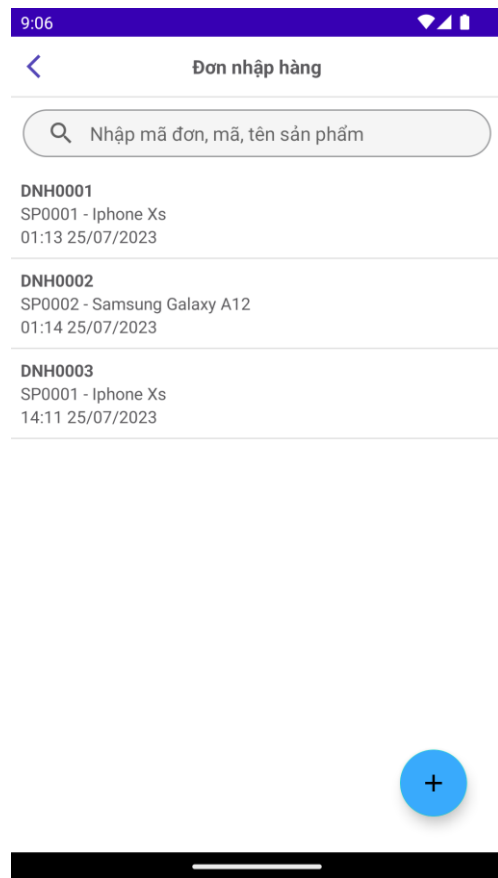 9:06
Đơn nhập hàng
Nhập mã đơn, mã, tên sản phẩm
DNH0001
SP0001 - Iphone Xs
01:13 25/07/2023
DNH0002
SP0002 - Samsung Galaxy A12
01:14 25/07/2023
DNH0003
SP0001 - Iphone Xs
14:11 25/07/2023
+